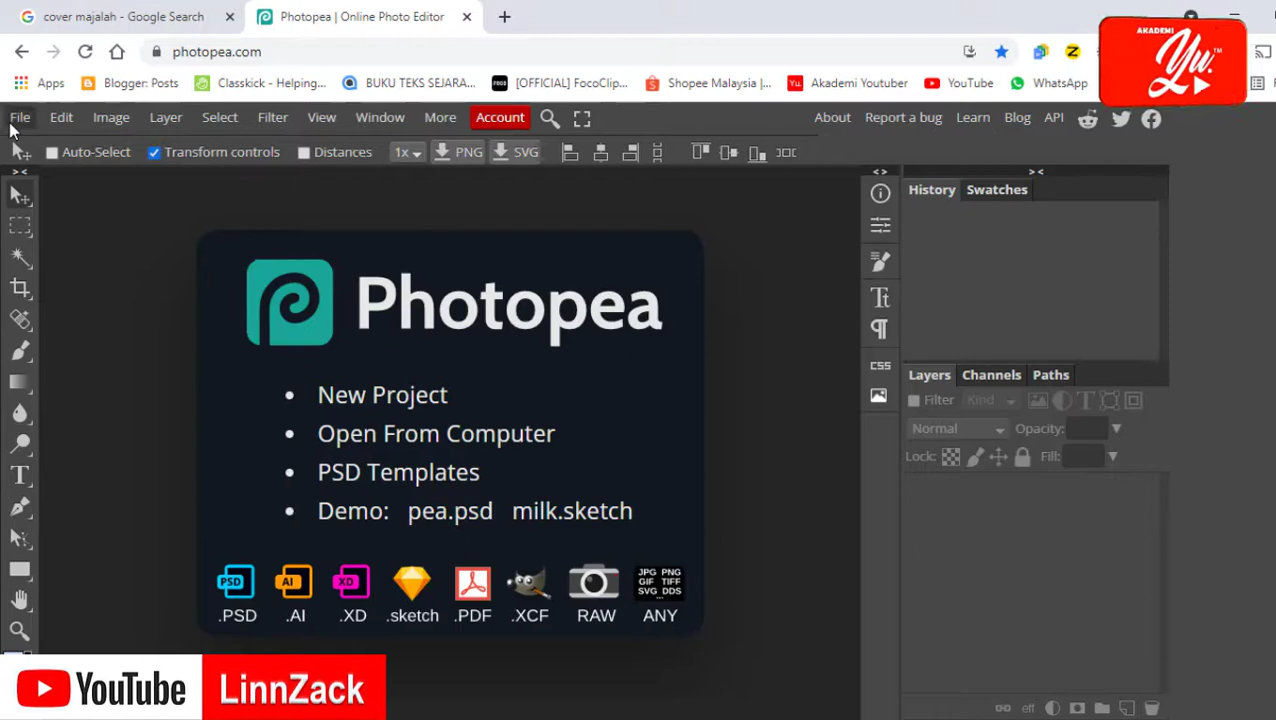 cover majalah - Google Search
Photopea | Online Photo Editor
photopea.com
AKADEMI
Yu.
Apps
Blogger: Posts
Classkick - Helping...
BUKU TEKS SEJARA...
[OFFICIAL] FocoClip...
Shopee Malaysia |...
Akademi Youtuber
YouTube
WhatsApp
File Edit Image Layer Select Filter View Window More Account
About Report a bug Learn Blog API
Auto-Select Transform controls Distances 1x PNG SVG
History Swatches
Photopea
New Project
Open From Computer
PSD Templates
Demo: pea.psd milk.sketch
PSD AI XD JPG PNG
GIF TIFF
SVG DDS
...
.PSD .AI .XD .sketch .PDF .XCF RAW ANY
CSS
Layers Channels Paths
Filter Kind
Normal Opacity:
Lock: Fill:
eff
YouTube LinnZack